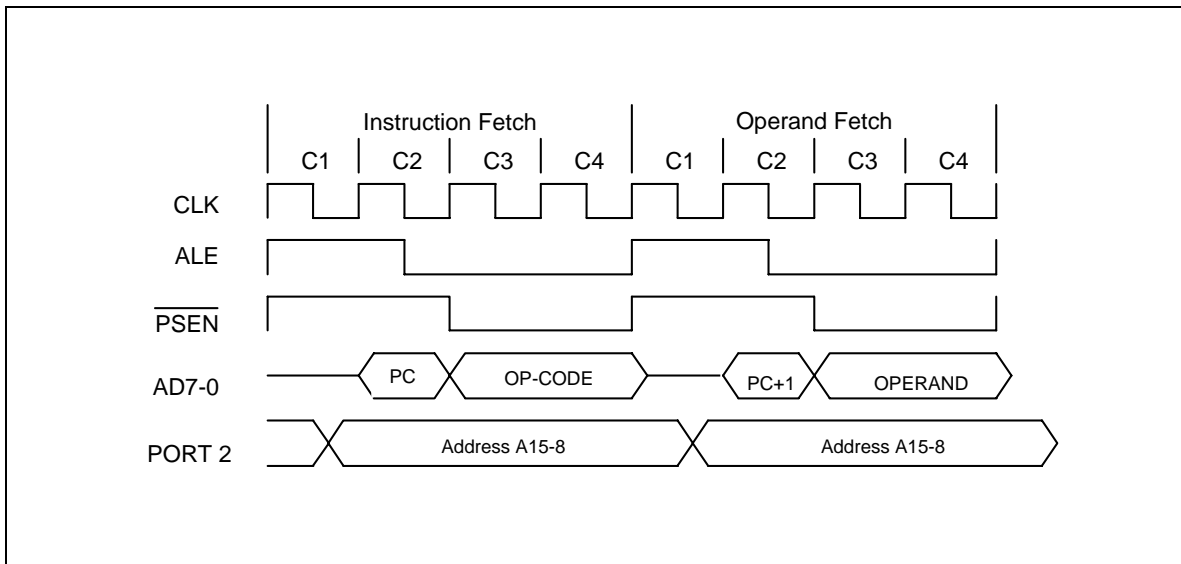 Instruction Fetch Operand Fetch
C1 C2 C3 C4 C1 C2 C3 C4
CLK
ALE
PSEN
AD7-0 PC OP-CODE PC+1 OPERAND
PORT 2 Address A15-8 Address A15-8